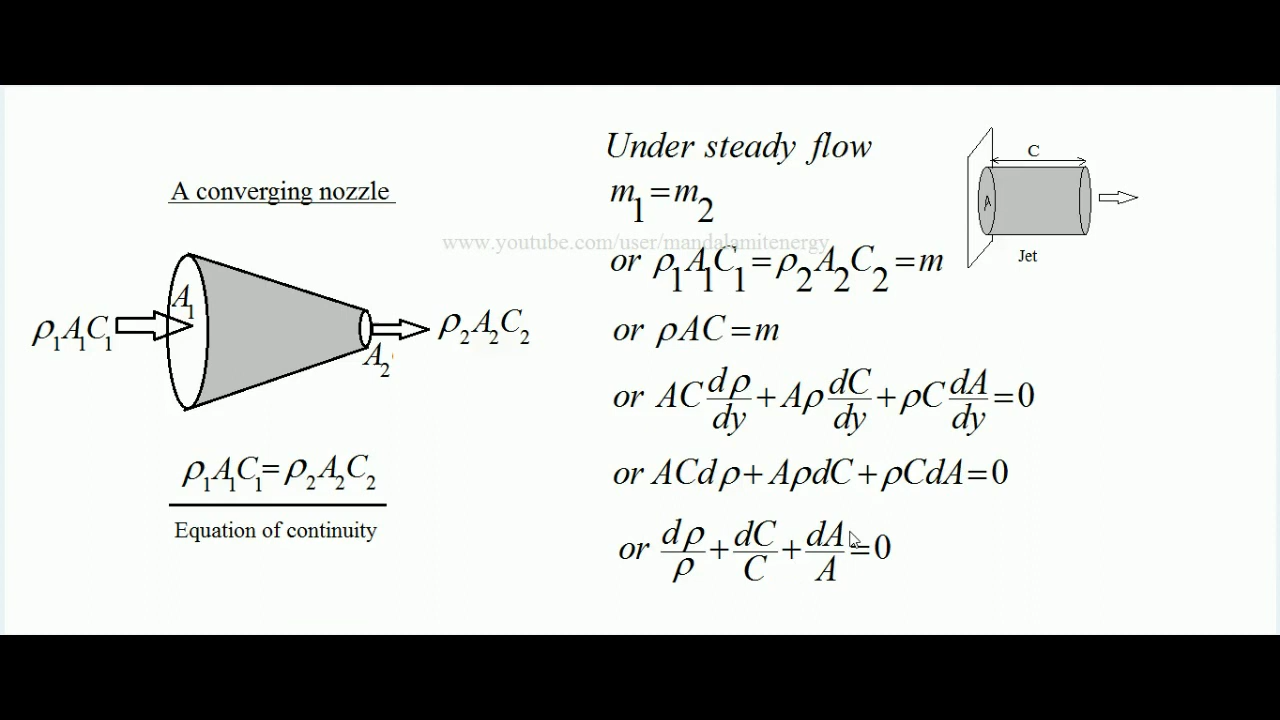 A converging nozzle
A₁
ρ₁A₁C₁
ρ₂A₂C₂
A₂
ρ₁A₁C₁=ρ₂A₂C₂
Equation of continuity
Under steady flow
m₁=m₂
www.youtube.com/user/mandalamitenergy
or ρ₁A₁C₁=ρ₂A₂C₂=m
or ρAC=m
or AC dρ/dy + Aρ dC/dy + ρC dA/dy =0
or ACdρ+AρdC+ρCdA=0
or dρ/ρ + dC/C + dA/A =0
C
A
Jet